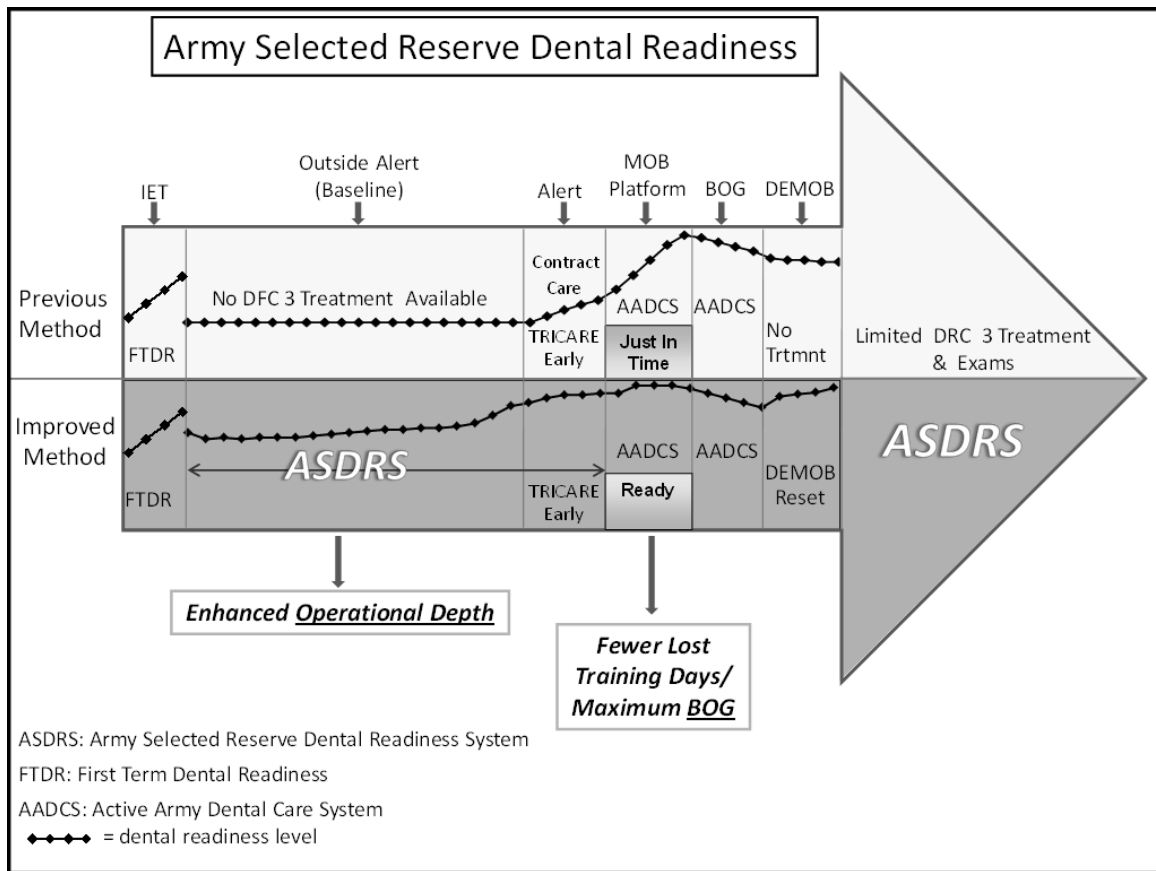 Army Selected Reserve Dental Readiness
IET
Outside Alert
(Baseline)
Alert
MOB
Platform
BOG
DEMOB
Previous
Method
FTDR
No DFC 3 Treatment Available
Contract
Care
TRICARE
Early
AADCS
Just In
Time
AADCS
No
Trtmnt
Limited DRC 3 Treatment
& Exams
Improved
Method
FTDR
ASDRS
TRICARE
Early
AADCS
Ready
AADCS
DEMOB
Reset
ASDRS
Enhanced Operational Depth
Fewer Lost
Training Days/
Maximum BOG
ASDRS: Army Selected Reserve Dental Readiness System
FTDR: First Term Dental Readiness
AADCS: Active Army Dental Care System
= dental readiness level